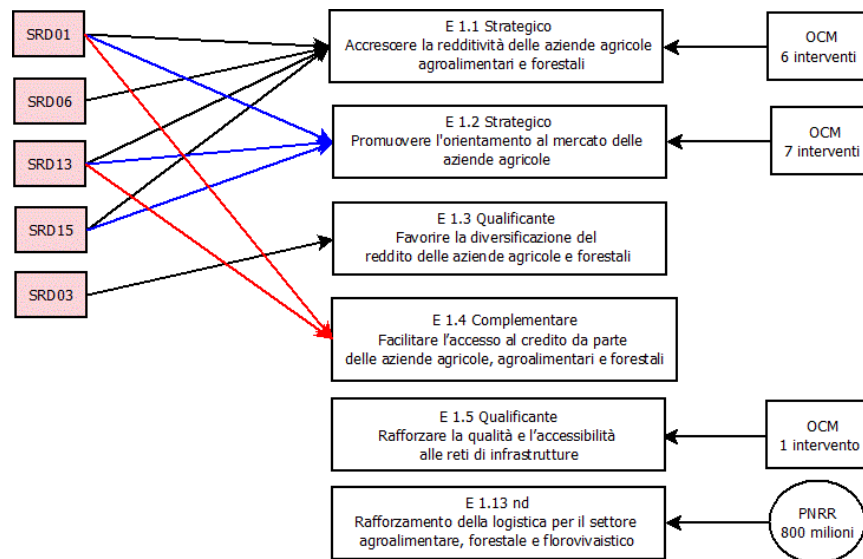 SRD01
SRD06
SRD13
SRD15
SRD03
E 1.1 Strategico
Accrescere la redditività delle aziende agricole
agroalimentari e forestali
E 1.2 Strategico
Promuovere l'orientamento al mercato delle
aziende agricole
E 1.3 Qualificante
Favorire la diversificazione del
reddito delle aziende agricole e forestali
E 1.4 Complementare
Facilitare l'accesso al credito da parte
delle aziende agricole, agroalimentari e forestali
E 1.5 Qualificante
Rafforzare la qualità e l'accessibilità
alle reti di infrastrutture
E 1.13 nd
Rafforzamento della logistica per il settore
agroalimentare, forestale e florovivaistico
OCM
6 interventi
OCM
7 interventi
OCM
1 intervento
PNRR
800 milioni